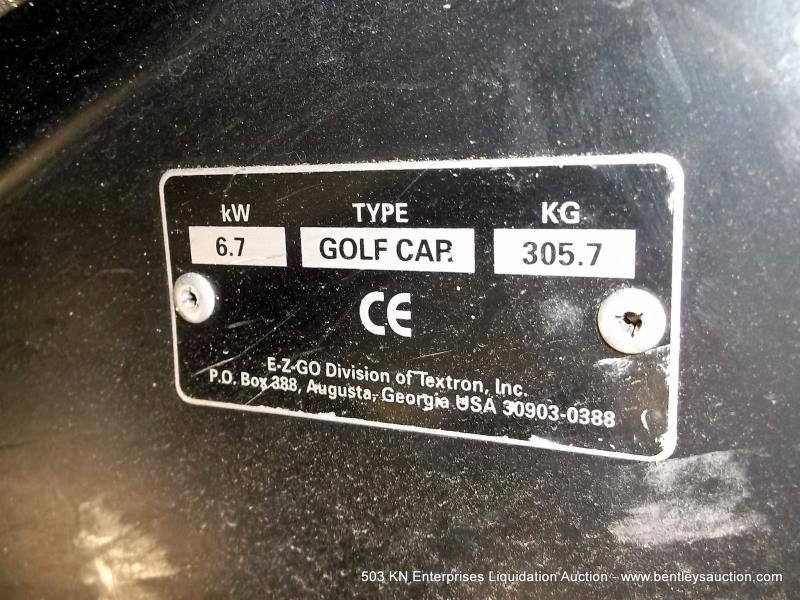 kW TYPE KG
6.7 GOLF CAR 305.7
CE
E-Z-GO Division of Textron, Inc.
P.O. Box 388, Augusta, Georgia USA 30903-0388
503 KN Enterprises Liquidation Auction - www.bentleysauction.com